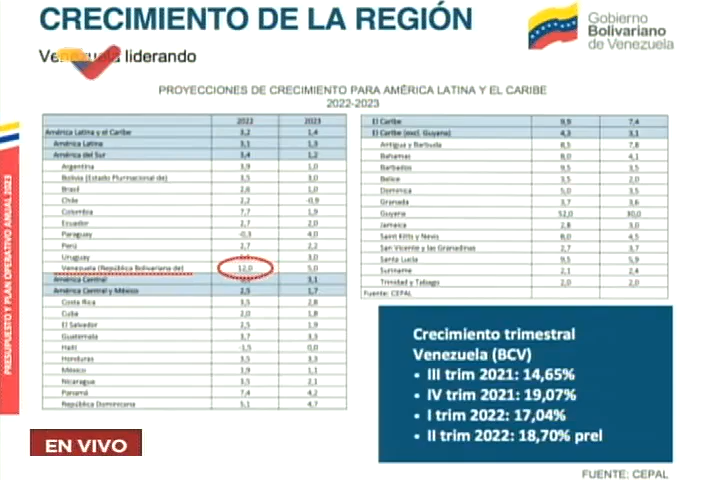 CRECIMIENTO DE LA REGIÓN
Venezuela liderando
Gobierno
Bolivariano
de Venezuela
PROYECCIONES DE CRECIMIENTO PARA AMÉRICA LATINA Y EL CARIBE
2022-2023
2022 2023
América Latina y el Caribe 3,2 1,4
América Latina 3,1 1,3
América del Sur 3,4 1,2
Argentina 3,9 1,0
Bolivia (Estado Plurinacional de) 3,5 3,0
Brasil 2,6 1,0
Chile 2,2 -0,9
Colombia 7,7 1,9
Ecuador 2,7 2,0
Paraguay -0,3 4,0
Perú 2,7 2,2
Uruguay 3,0
Venezuela (República Bolivariana de) 12,0 5,0
América Central 3,1
América Central y México 2,5 1,7
Costa Rica 3,5 2,8
Cuba 2,0 1,8
El Salvador 2,5 1,9
Guatemala 3,7 3,3
Haití -1,5 0,0
Honduras 3,5 3,3
México 1,9 1,1
Nicaragua 3,5 2,1
Panamá 7,4 4,2
República Dominicana 5,1 4,7
El Caribe 9,9 7,4
El Caribe (excl. Guyana) 4,3 3,1
Antigua y Barbuda 8,5 7,8
Bahamas 8,0 4,1
Barbados 9,5 3,5
Belice 3,5 2,0
Dominica 5,0 3,5
Granada 3,7 3,6
Guyana 52,0 30,0
Jamaica 2,8 3,0
Saint Kitts y Nevis 8,0 4,5
San Vicente y las Granadinas 2,7 3,7
Santa Lucía 9,5 5,9
Suriname 2,1 2,4
Trinidad y Tabago 2,0 2,0
Fuente: CEPAL
Crecimiento trimestral
Venezuela (BCV)
• III trim 2021: 14,65%
• IV trim 2021: 19,07%
• I trim 2022: 17,04%
• II trim 2022: 18,70% prel
PRESUPUESTO Y PLAN OPERATIVO ANUAL 2023
EN VIVO
FUENTE: CEPAL